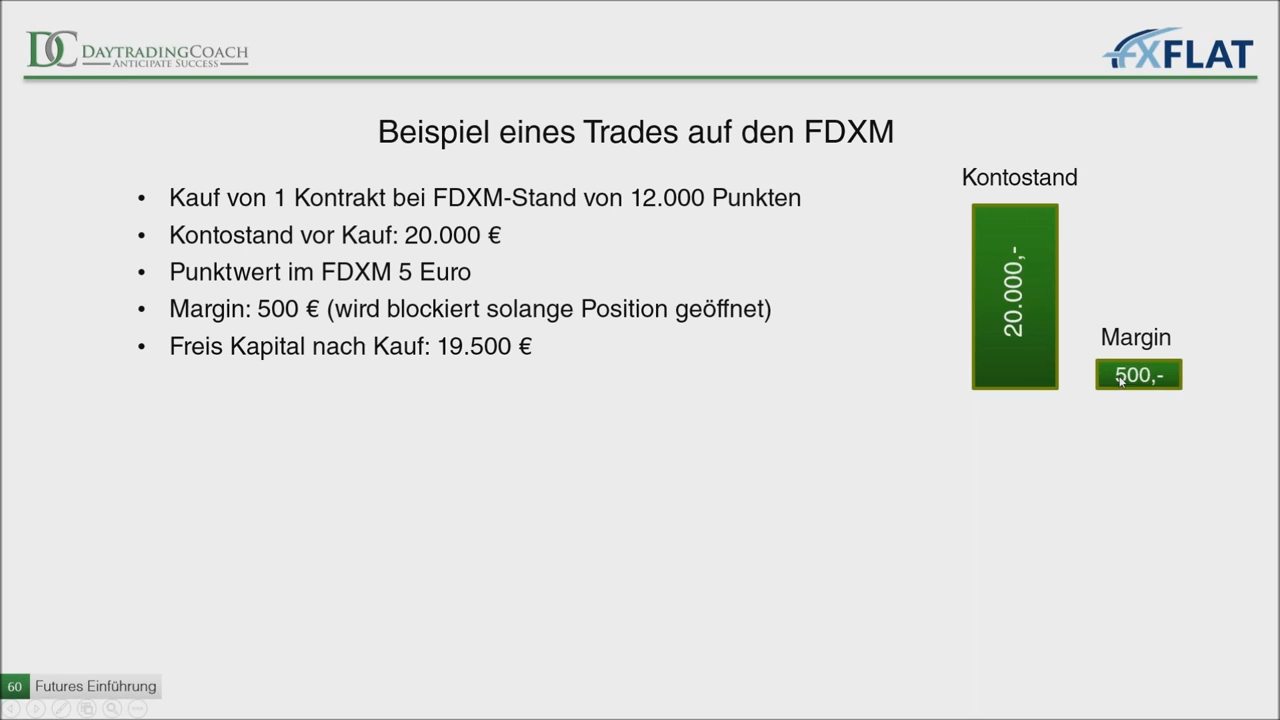 DC DAYTRADINGCOACH
ANTICIPATE SUCCESS
FXFLAT
Beispiel eines Trades auf den FDXM
• Kauf von 1 Kontrakt bei FDXM-Stand von 12.000 Punkten
• Kontostand vor Kauf: 20.000 €
• Punktwert im FDXM 5 Euro
• Margin: 500 € (wird blockiert solange Position geöffnet)
• Freis Kapital nach Kauf: 19.500 €
Kontostand
20.000,-
Margin
500,-
60 Futures Einführung